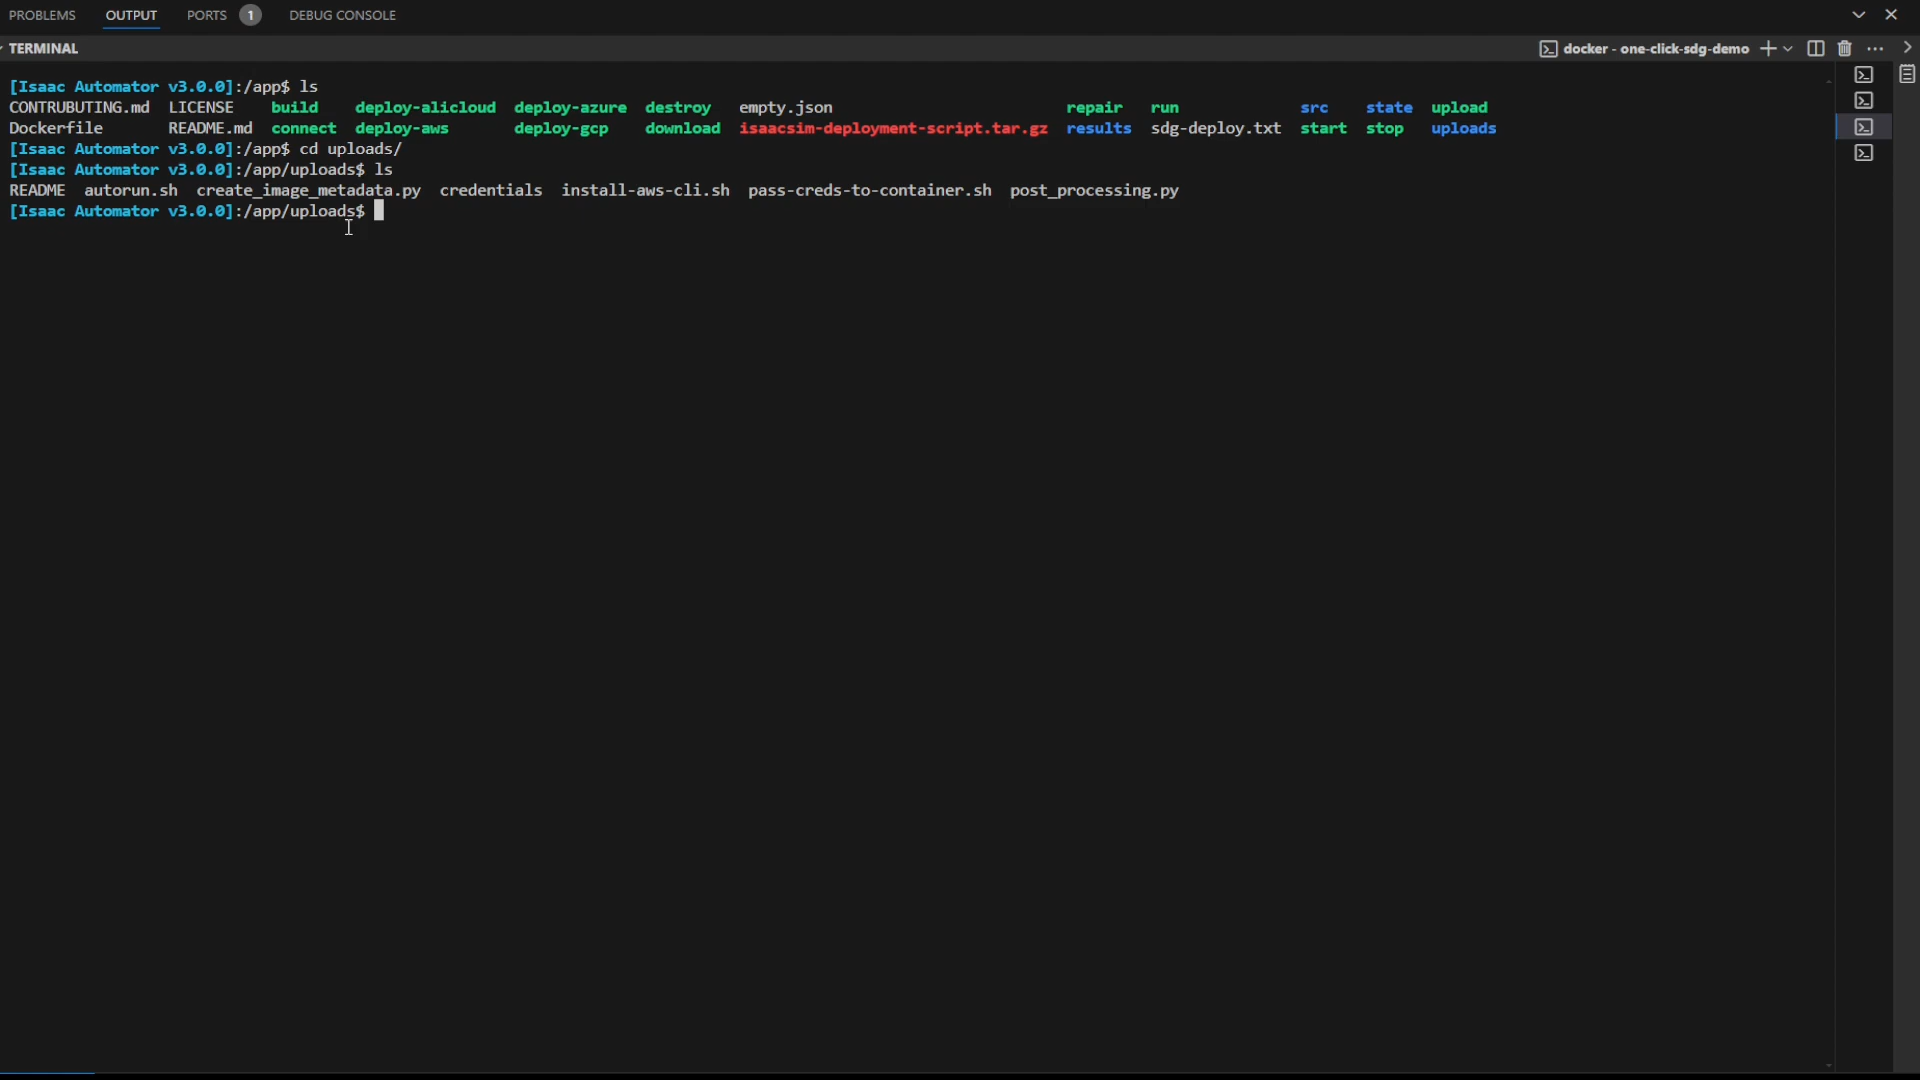 PROBLEMS OUTPUT PORTS 1 DEBUG CONSOLE
TERMINAL docker - one-click-sdg-demo
[Isaac Automator v3.0.0]:/app$ ls
CONTRUBUTING.md LICENSE build deploy-alicloud deploy-azure destroy empty.json repair run src state upload
Dockerfile README.md connect deploy-aws deploy-gcp download isaacsim-deployment-script.tar.gz results sdg-deploy.txt start stop uploads
[Isaac Automator v3.0.0]:/app$ cd uploads/
[Isaac Automator v3.0.0]:/app/uploads$ ls
README autorun.sh create_image_metadata.py credentials install-aws-cli.sh pass-creds-to-container.sh post_processing.py
[Isaac Automator v3.0.0]:/app/uploads$